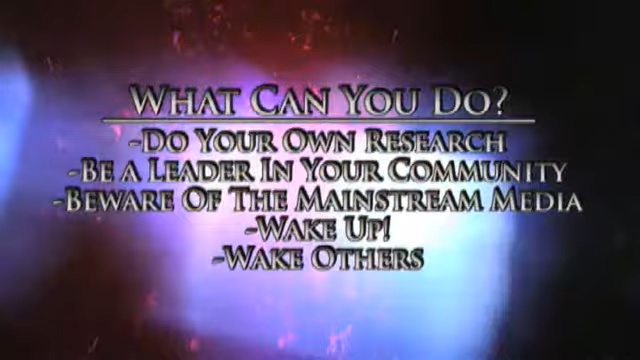 What Can You Do?
-Do Your Own Research
-Be a Leader In Your Community
-Beware Of The Mainstream Media
-Wake Up!
-Wake Others